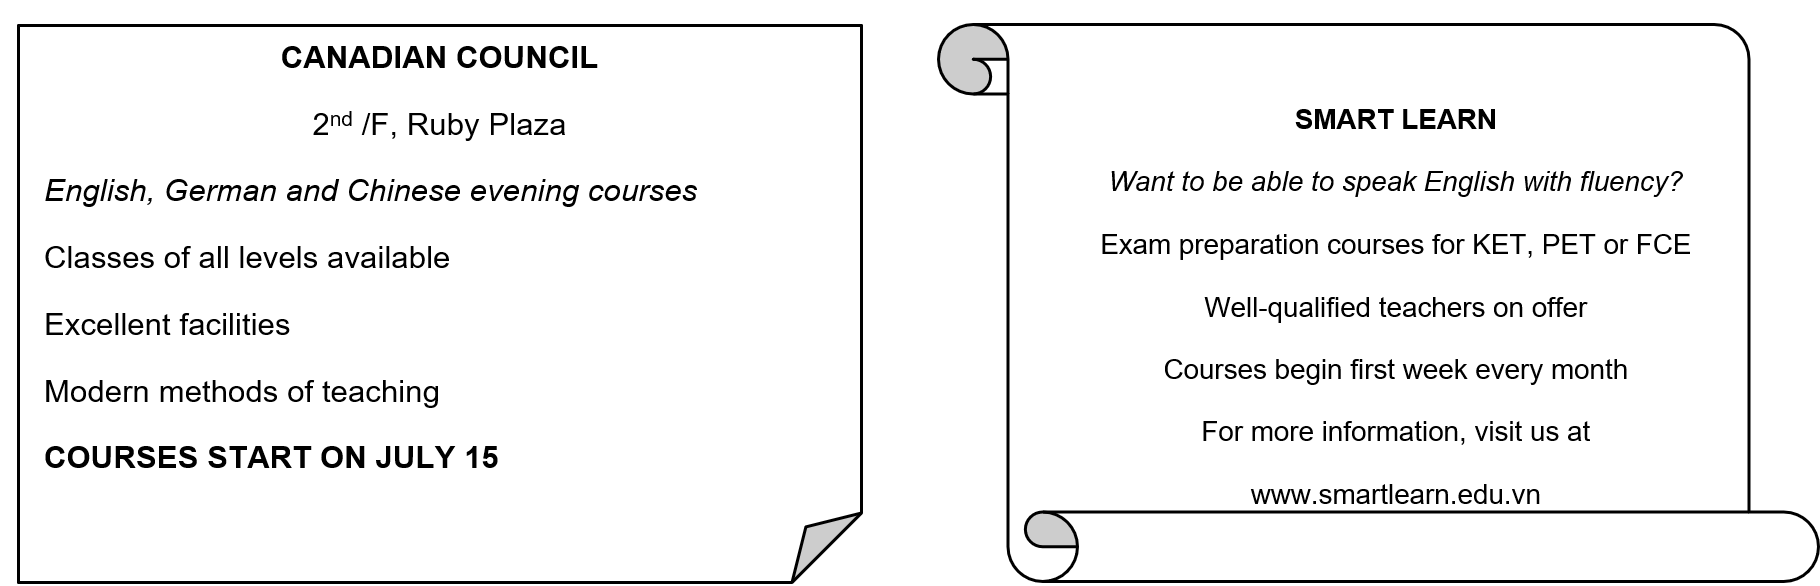 CANADIAN COUNCIL
2nd /F, Ruby Plaza
English, German and Chinese evening courses
Classes of all levels available
Excellent facilities
Modern methods of teaching
COURSES START ON JULY 15
SMART LEARN
Want to be able to speak English with fluency?
Exam preparation courses for KET, PET or FCE
Well-qualified teachers on offer
Courses begin first week every month
For more information, visit us at
www.smartlearn.edu.vn